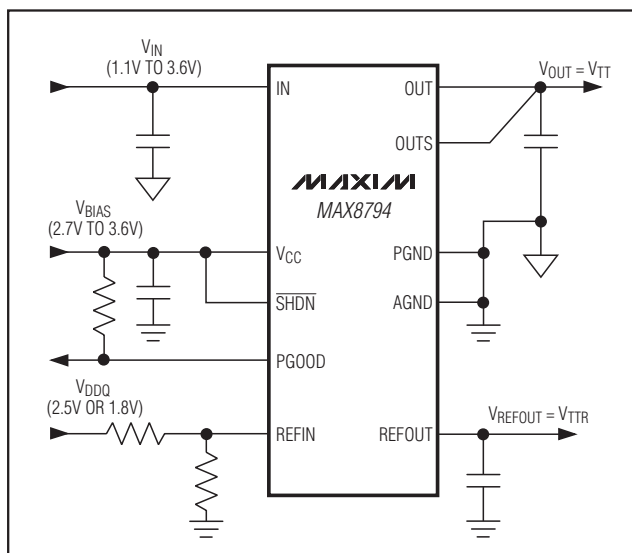 V_IN
(1.1V TO 3.6V)
IN
OUT
V_OUT = V_TT
OUTS
MAXIM
MAX8794
V_BIAS
(2.7V TO 3.6V)
V_CC
PGND
SHDN
AGND
PGOOD
V_DDQ
(2.5V OR 1.8V)
REFIN
REFOUT
V_REFOUT = V_TTR